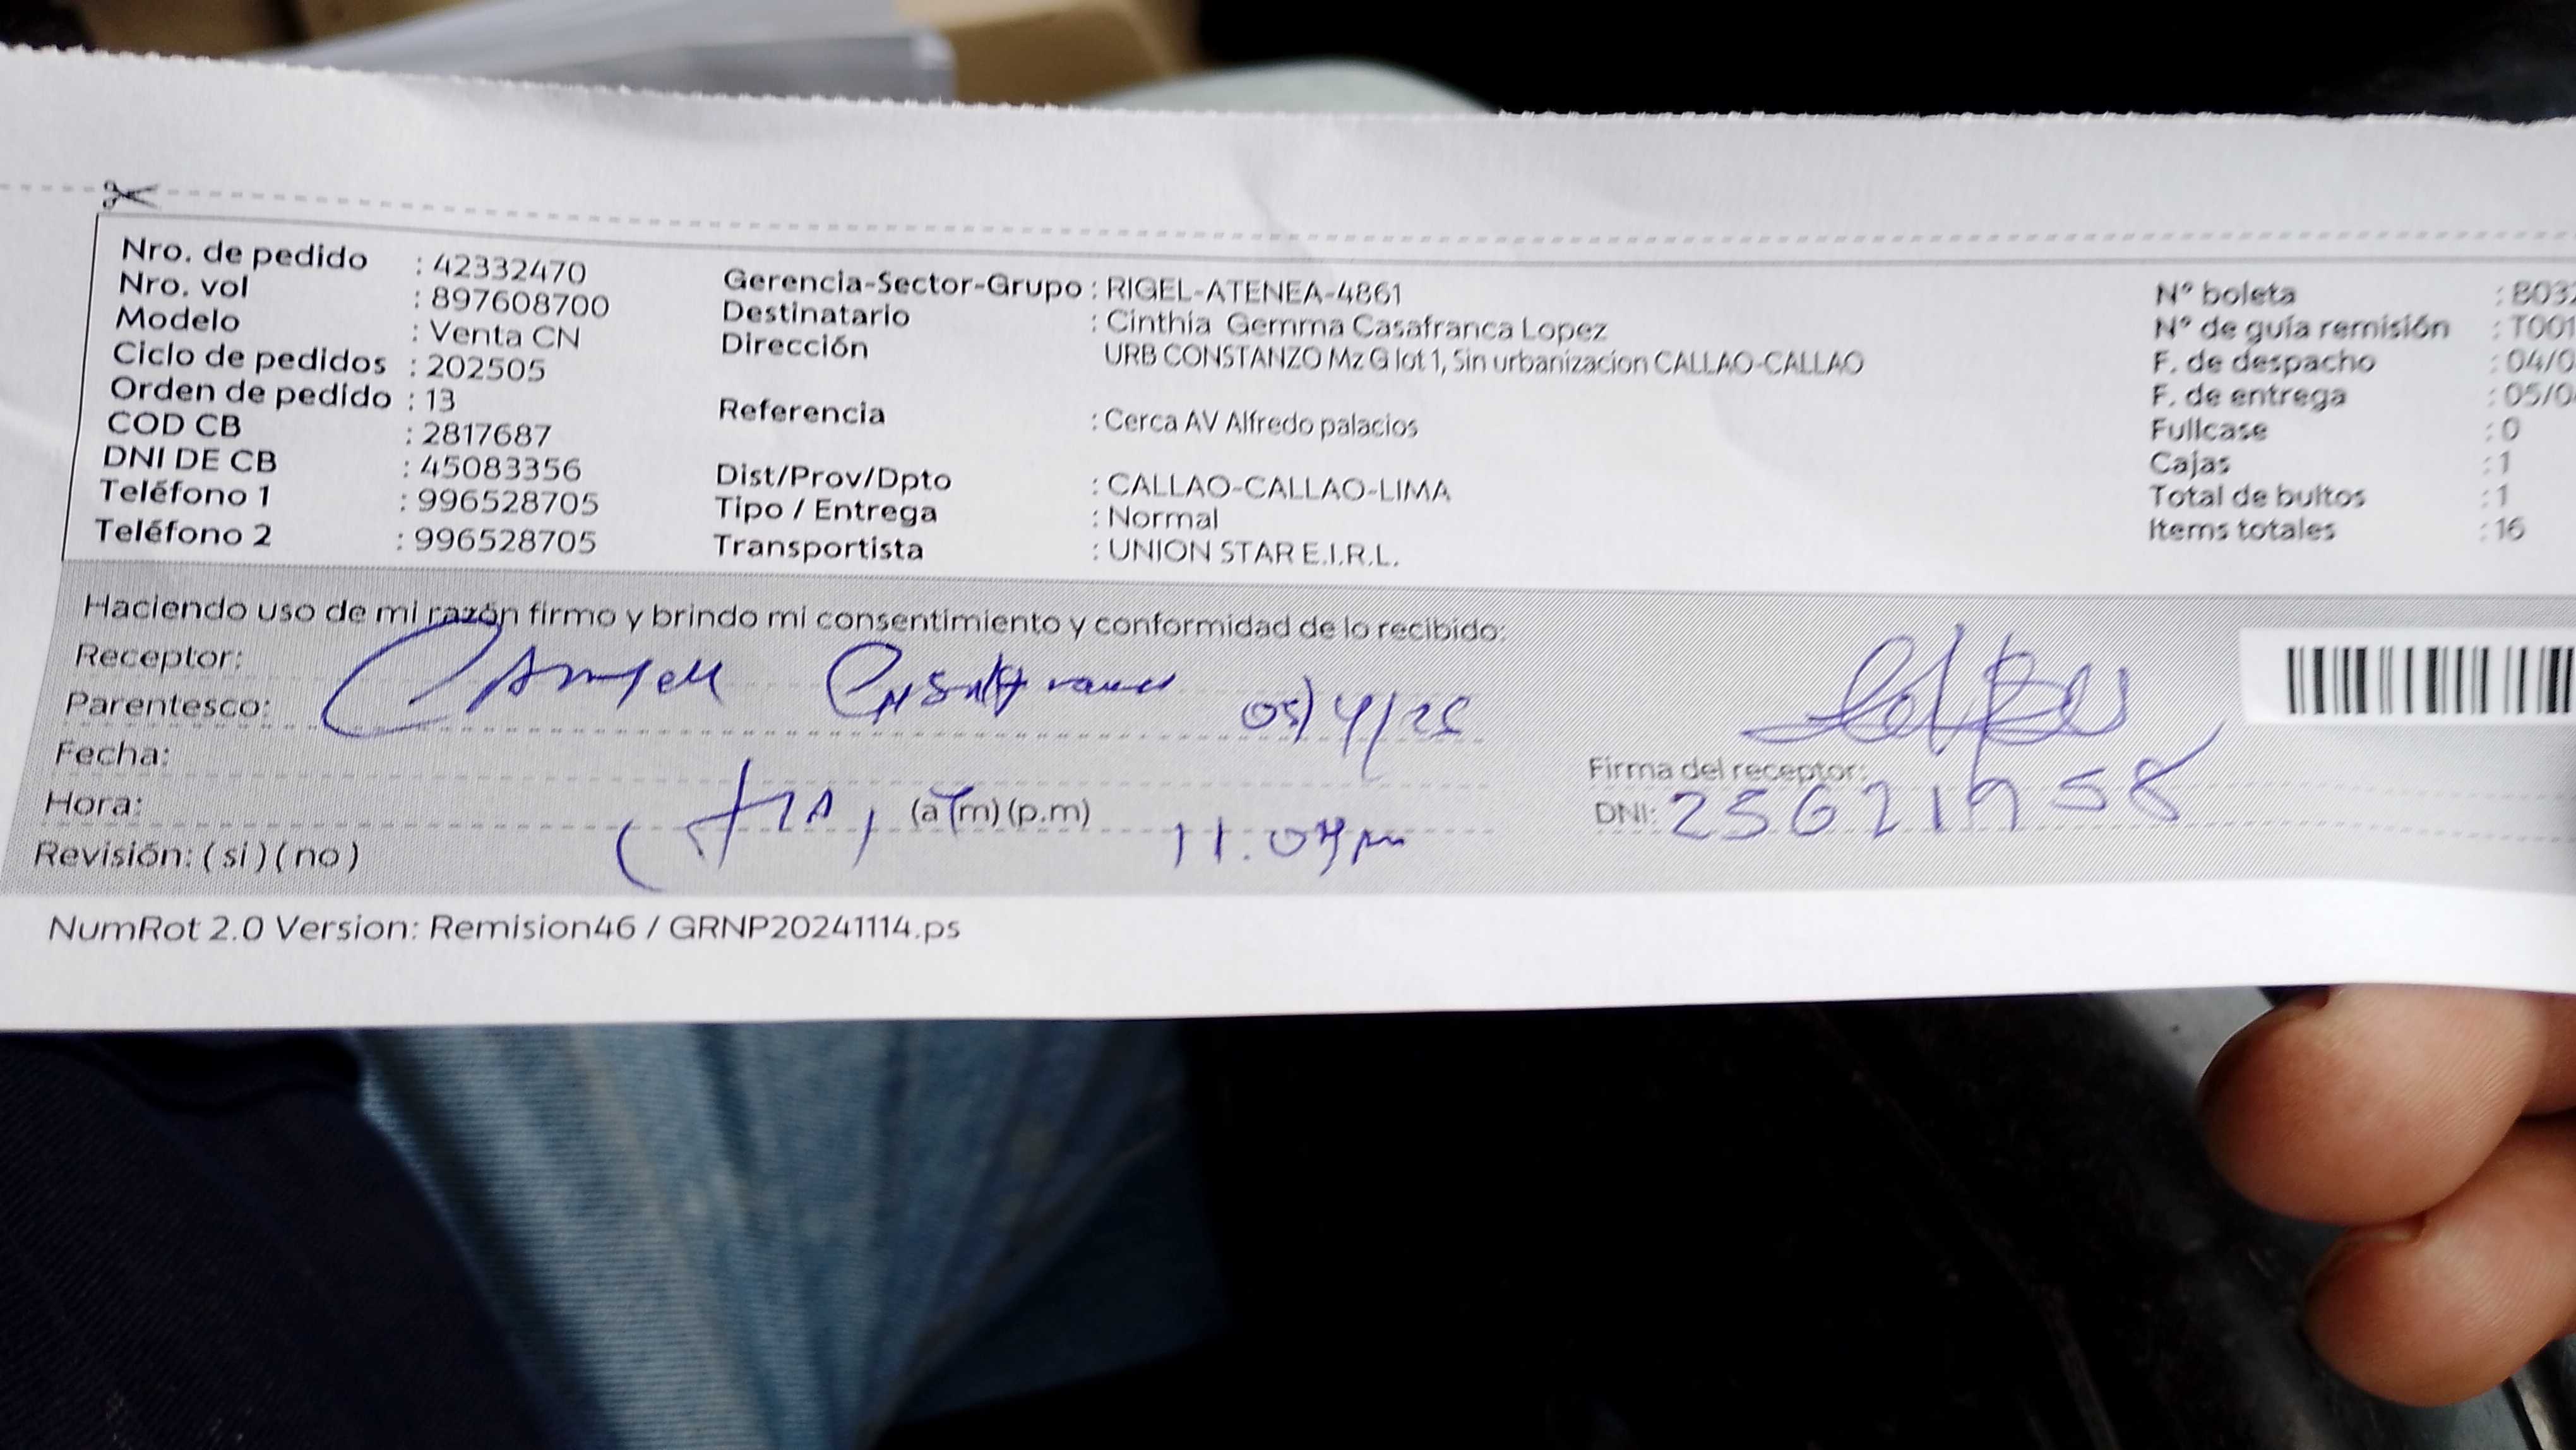 Nro. de pedido : 42332470
Nro. vol : 897608700
Modelo : Venta CN
Ciclo de pedidos : 202505
Orden de pedido : 13
COD CB : 2817687
DNI DE CB : 45083356
Teléfono 1 : 996528705
Teléfono 2 : 996528705
Gerencia-Sector-Grupo : RIGEL-ATENEA-4861
Destinatario : Cinthia Gemma Casafranca Lopez
Dirección URB CONSTANZO Mz G lot 1, Sin urbanizacion CALLAO-CALLAO
Referencia : Cerca AV Alfredo palacios
Dist/Prov/Dpto : CALLAO-CALLAO-LIMA
Tipo / Entrega : Normal
Transportista : UNION STAR E.I.R.L.
N° boleta : B03
N° de guía remisión : T001
F. de despacho : 04/0
F. de entrega : 05/0
Fullcase : 0
Cajas : 1
Total de bultos : 1
Items totales : 16
Haciendo uso de mi razón firmo y brindo mi consentimiento y conformidad de lo recibido:
Receptor:
Parentesco: 05/4/25
Fecha:
Hora: (a.m) (p.m)
Revisión: ( si ) ( no )
Firma del receptor:
DNI:
NumRot 2.0 Version: Remision46 / GRNP20241114.ps